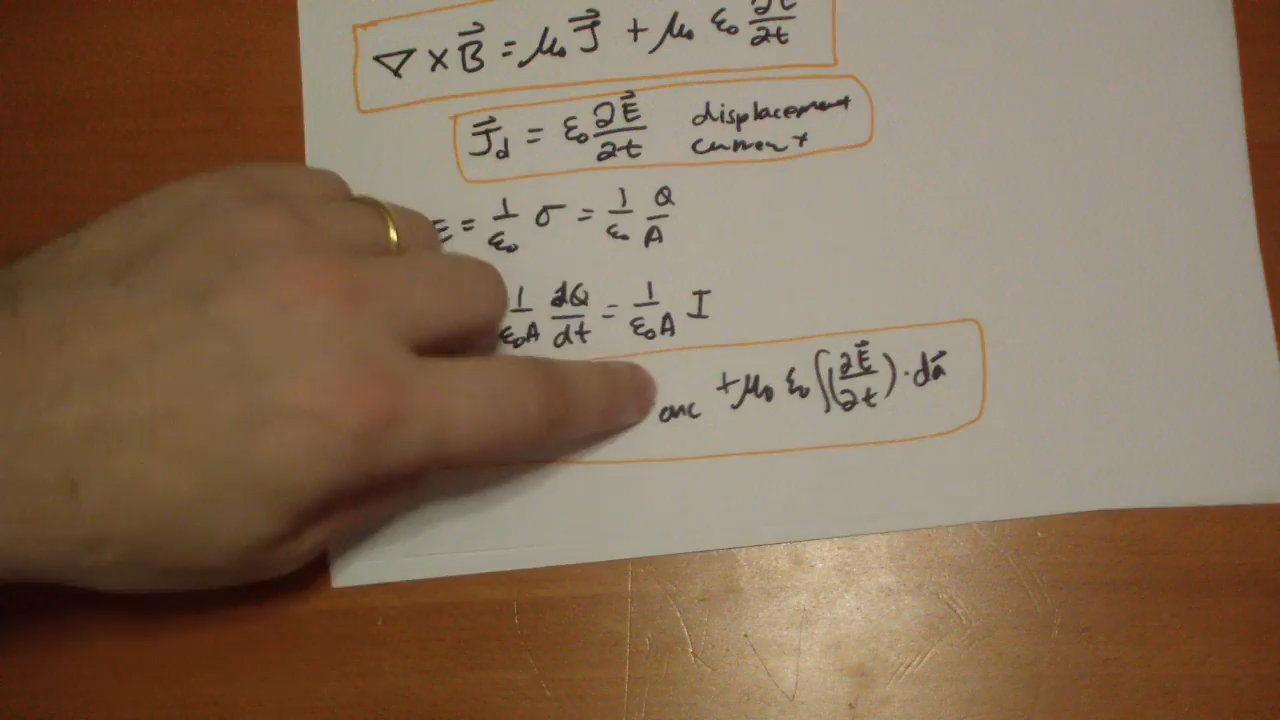 ∇ × B⃗ = μ₀ J⃗ + μ₀ ε₀ ∂E/∂t
J⃗d = ε₀ ∂E⃗/∂t displacement
current
E = 1/ε₀ σ = 1/ε₀ Q/A
1/ε₀A dQ/dt = 1/ε₀A I
enc + μ₀ ε₀ ∫(∂E⃗/∂t) · da⃗